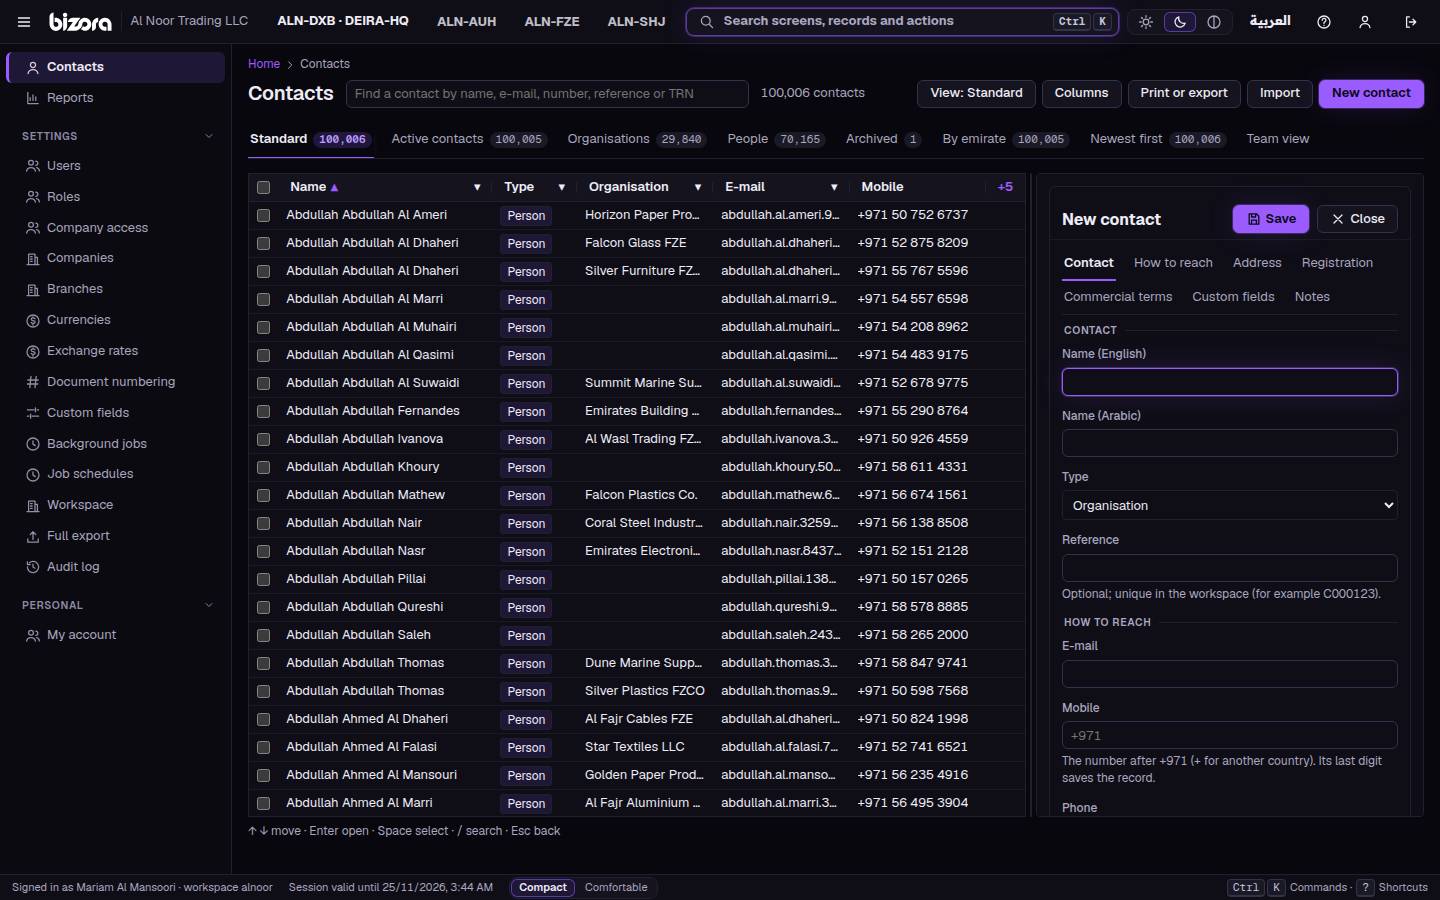 bizora
Al Noor Trading LLC
ALN-DXB · DEIRA-HQ
ALN-AUH
ALN-FZE
ALN-SHJ
Search screens, records and actions
Ctrl K
العربية
Contacts
Reports
SETTINGS
Users
Roles
Company access
Companies
Branches
Currencies
Exchange rates
Document numbering
Custom fields
Background jobs
Job schedules
Workspace
Full export
Audit log
PERSONAL
My account
Home > Contacts
Contacts
Find a contact by name, e-mail, number, reference or TRN
100,006 contacts
View: Standard
Columns
Print or export
Import
New contact
Standard 100,006
Active contacts 100,005
Organisations 29,840
People 70,165
Archived 1
By emirate 100,005
Newest first 100,006
Team view
Name ▲ ▼ Type ▼ Organisation ▼ E-mail ▼ Mobile +5
Abdullah Abdullah Al Ameri Person Horizon Paper Pro... abdullah.al.ameri.9... +971 50 752 6737
Abdullah Abdullah Al Dhaheri Person Falcon Glass FZE abdullah.al.dhaheri... +971 52 875 8209
Abdullah Abdullah Al Dhaheri Person Silver Furniture FZ... abdullah.al.dhaheri... +971 55 767 5596
Abdullah Abdullah Al Marri Person abdullah.al.marri.9... +971 54 557 6598
Abdullah Abdullah Al Muhairi Person abdullah.al.muhairi... +971 54 208 8962
Abdullah Abdullah Al Qasimi Person abdullah.al.qasimi.... +971 54 483 9175
Abdullah Abdullah Al Suwaidi Person Summit Marine Su... abdullah.al.suwaidi... +971 52 678 9775
Abdullah Abdullah Fernandes Person Emirates Building ... abdullah.fernandes... +971 55 290 8764
Abdullah Abdullah Ivanova Person Al Wasl Trading FZ... abdullah.ivanova.3... +971 50 926 4559
Abdullah Abdullah Khoury Person abdullah.khoury.50... +971 58 611 4331
Abdullah Abdullah Mathew Person Falcon Plastics Co. abdullah.mathew.6... +971 56 674 1561
Abdullah Abdullah Nair Person Coral Steel Industr... abdullah.nair.3259... +971 56 138 8508
Abdullah Abdullah Nasr Person Emirates Electroni... abdullah.nasr.8437... +971 52 151 2128
Abdullah Abdullah Pillai Person abdullah.pillai.138... +971 50 157 0265
Abdullah Abdullah Qureshi Person abdullah.qureshi.9... +971 58 578 8885
Abdullah Abdullah Saleh Person abdullah.saleh.243... +971 58 265 2000
Abdullah Abdullah Thomas Person Dune Marine Supp... abdullah.thomas.3... +971 58 847 9741
Abdullah Abdullah Thomas Person Silver Plastics FZCO abdullah.thomas.9... +971 50 598 7568
Abdullah Ahmed Al Dhaheri Person Al Fajr Cables FZE abdullah.al.dhaheri... +971 50 824 1998
Abdullah Ahmed Al Falasi Person Star Textiles LLC abdullah.al.falasi.7... +971 52 741 6521
Abdullah Ahmed Al Mansouri Person Golden Paper Prod... abdullah.al.manso... +971 56 235 4916
Abdullah Ahmed Al Marri Person Al Fajr Aluminium ... abdullah.al.marri.3... +971 56 495 3904
↑↓ move · Enter open · Space select · / search · Esc back
New contact
Save
Close
Contact How to reach Address Registration
Commercial terms Custom fields Notes
CONTACT
Name (English)
Name (Arabic)
Type
Organisation
Reference
Optional; unique in the workspace (for example C000123).
HOW TO REACH
E-mail
Mobile
+971
The number after +971 (+ for another country). Its last digit
saves the record.
Phone
Signed in as Mariam Al Mansoori · workspace alnoor
Session valid until 25/11/2026, 3:44 AM
Compact
Comfortable
Ctrl K Commands · ? Shortcuts